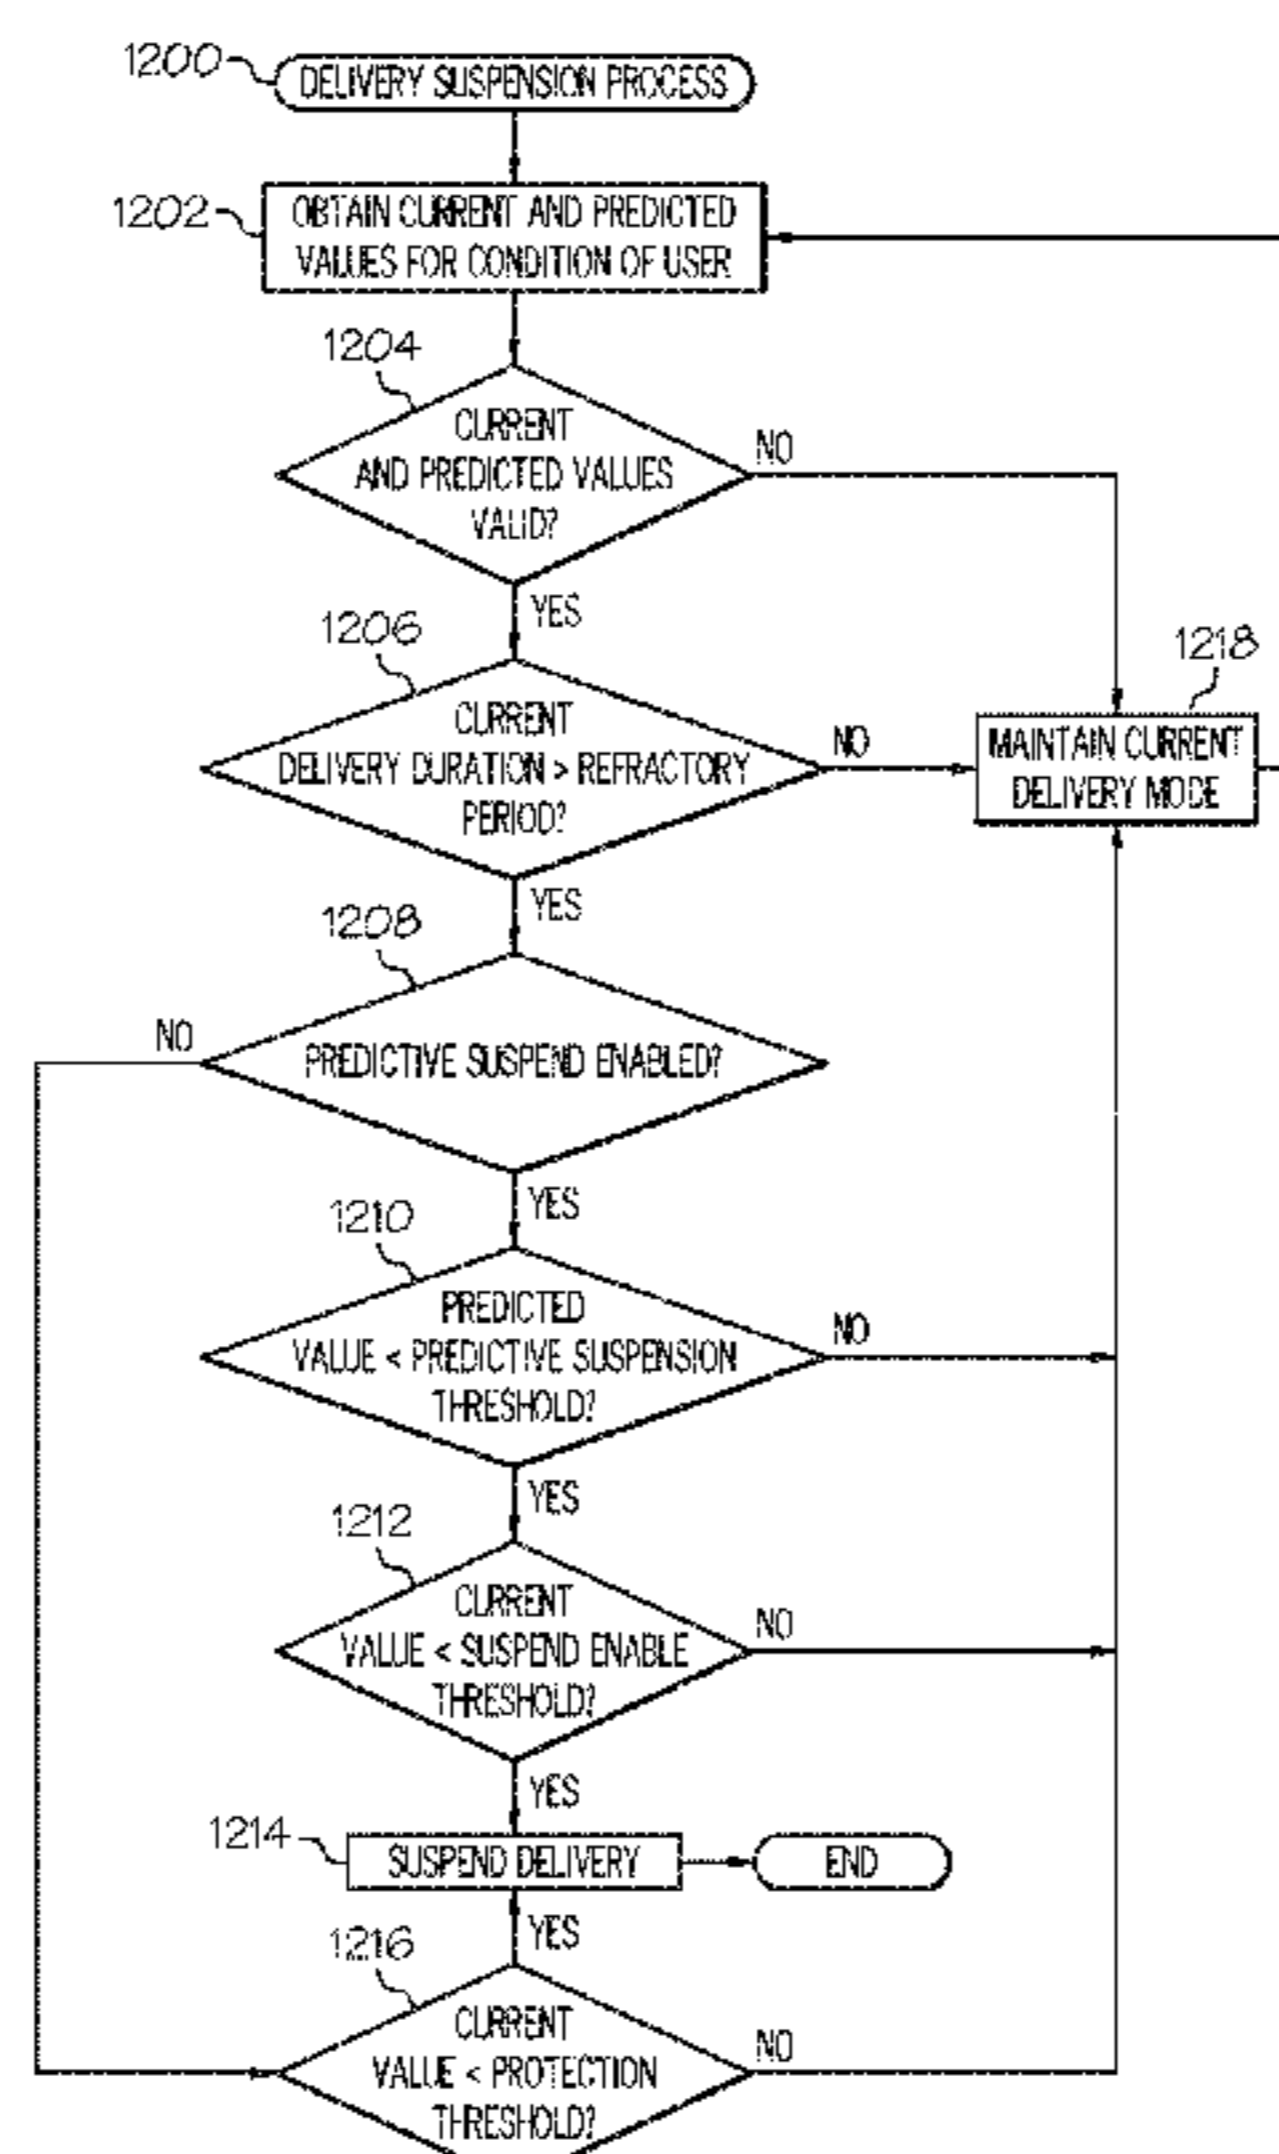 1200
DELIVERY SUSPENSION PROCESS
1202
OBTAIN CURRENT AND PREDICTED
VALUES FOR CONDITION OF USER
1204
CURRENT
AND PREDICTED VALUES
VALID?
NO
YES
1206
CURRENT
DELIVERY DURATION > REFRACTORY
PERIOD?
NO
1218
MAINTAIN CURRENT
DELIVERY MODE
YES
1208
NO
PREDICTIVE SUSPEND ENABLED?
YES
1210
PREDICTED
VALUE < PREDICTIVE SUSPENSION
THRESHOLD?
NO
YES
1212
CURRENT
VALUE < SUSPEND ENABLE
THRESHOLD?
NO
YES
1214
SUSPEND DELIVERY
END
YES
1216
CURRENT
VALUE < PROTECTION
THRESHOLD?
NO